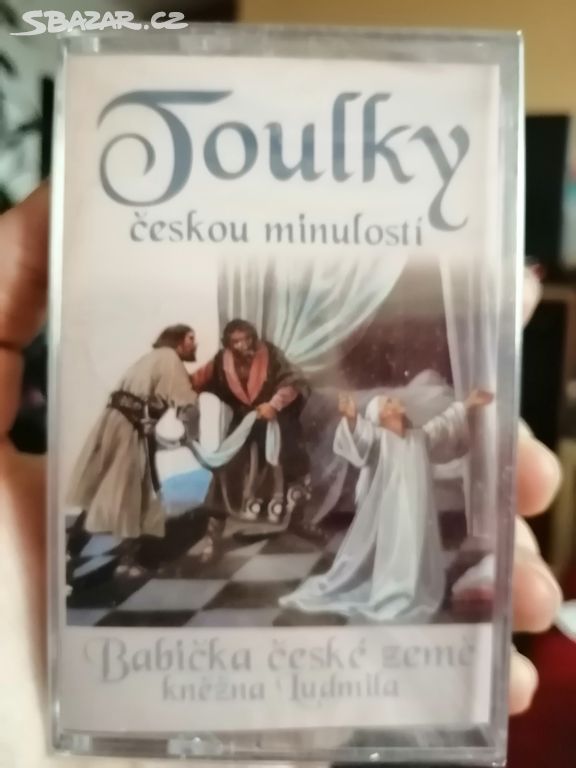 SBAZAR.CZ
Toulky
českou minulostí
Babička české země
kněžna Ludmila